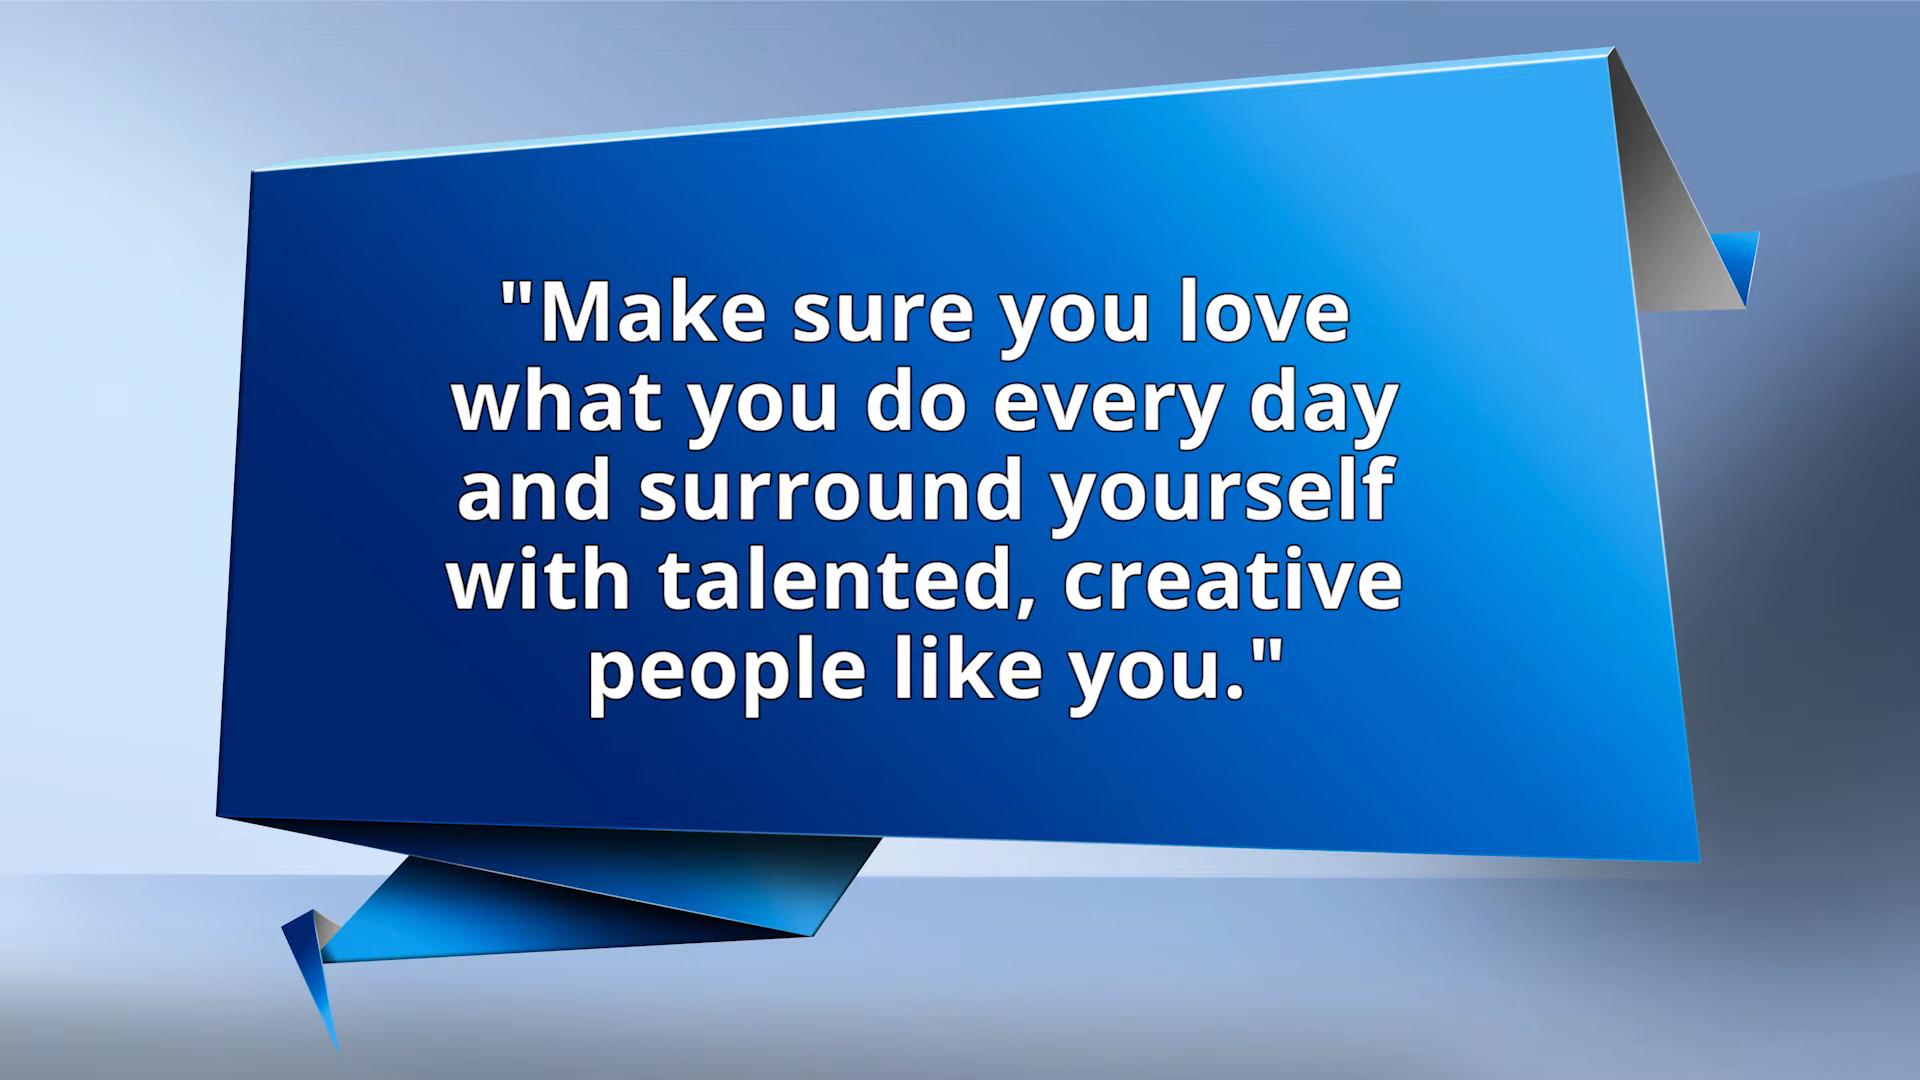 "Make sure you love
what you do every day
and surround yourself
with talented, creative
people like you."